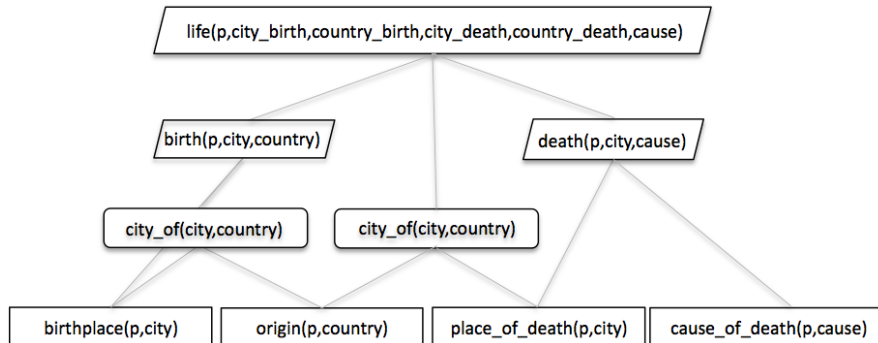 life(p,city_birth,country_birth,city_death,country_death,cause)
birth(p,city,country)
death(p,city,cause)
city_of(city,country)
city_of(city,country)
birthplace(p,city)
origin(p,country)
place_of_death(p,city)
cause_of_death(p,cause)